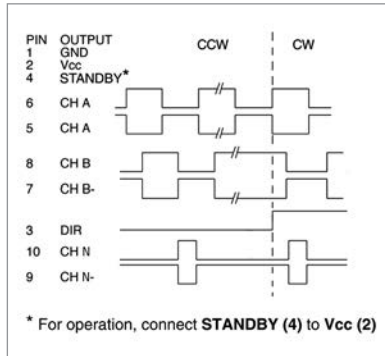 PIN OUTPUT CCW CW
1 GND
2 Vcc
4 STANDBY*
6 CH A
5 CH A
8 CH B
7 CH B-
3 DIR
10 CH N
9 CH N-
* For operation, connect STANDBY (4) to Vcc (2)